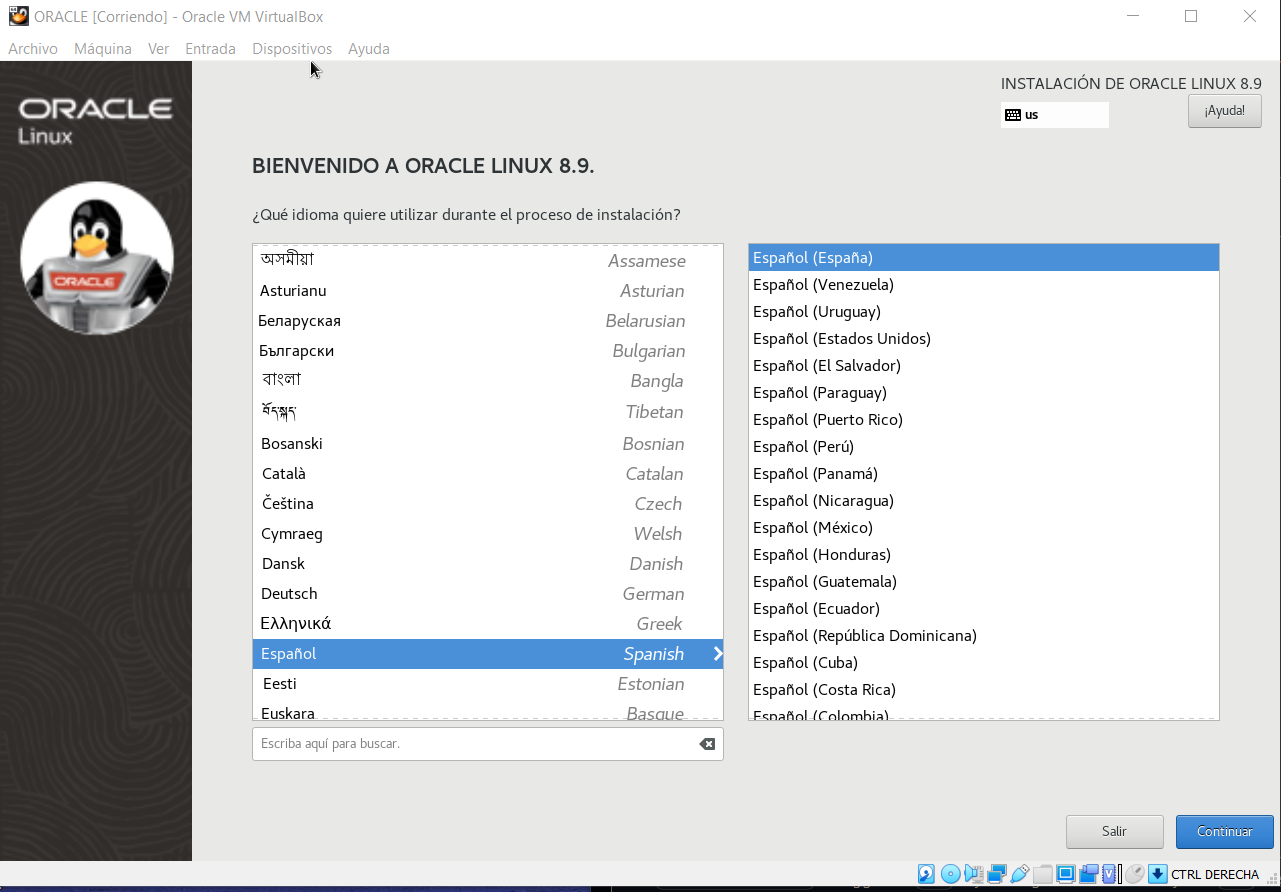 ORACLE [Corriendo] - Oracle VM VirtualBox
Archivo Máquina Ver Entrada Dispositivos Ayuda
ORACLE
Linux
ORACLE
INSTALACIÓN DE ORACLE LINUX 8.9
us
¡Ayuda!
BIENVENIDO A ORACLE LINUX 8.9.
¿Qué idioma quiere utilizar durante el proceso de instalación?
অসমীয়া Assamese
Asturianu Asturian
Беларуская Belarusian
Български Bulgarian
বাংলা Bangla
བོད་སྐད་ Tibetan
Bosanski Bosnian
Català Catalan
Čeština Czech
Cymraeg Welsh
Dansk Danish
Deutsch German
Ελληνικά Greek
Español Spanish
Eesti Estonian
Euskara Basque
Escriba aquí para buscar.
Español (España)
Español (Venezuela)
Español (Uruguay)
Español (Estados Unidos)
Español (El Salvador)
Español (Paraguay)
Español (Puerto Rico)
Español (Perú)
Español (Panamá)
Español (Nicaragua)
Español (México)
Español (Honduras)
Español (Guatemala)
Español (Ecuador)
Español (República Dominicana)
Español (Cuba)
Español (Costa Rica)
Español (Colombia)
Salir
Continuar
CTRL DERECHA